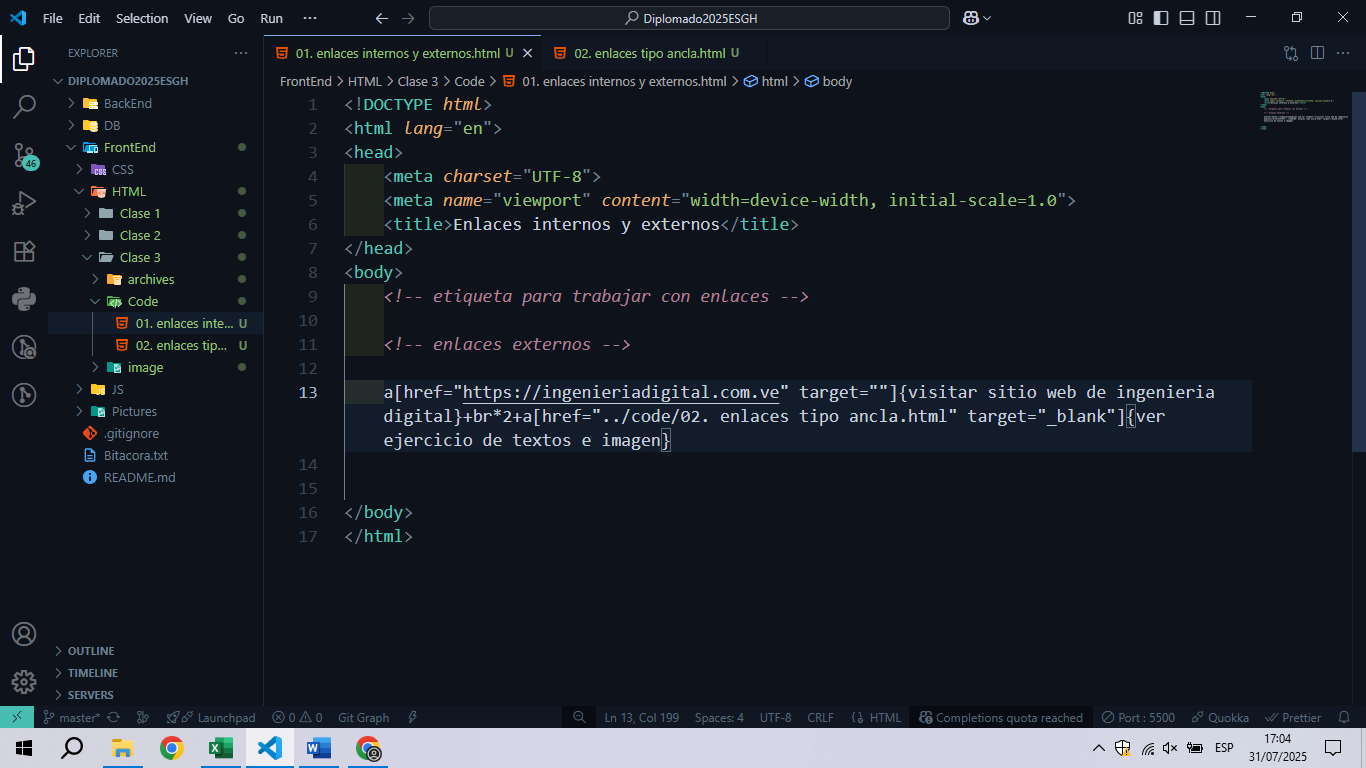 File Edit Selection View Go Run ···
Diplomado2025ESGH
EXPLORER
01. enlaces internos y externos.html U
02. enlaces tipo ancla.html U
DIPLOMADO2025ESGH
BackEnd
DB
FrontEnd
CSS
HTML
Clase 1
Clase 2
Clase 3
archives
Code
01. enlaces inte... U
02. enlaces tip... U
image
JS
Pictures
.gitignore
Bitacora.txt
README.md
OUTLINE
TIMELINE
SERVERS
46
FrontEnd > HTML > Clase 3 > Code > 01. enlaces internos y externos.html > html > body
1 <!DOCTYPE html>
2 <html lang="en">
3 <head>
4 <meta charset="UTF-8">
5 <meta name="viewport" content="width=device-width, initial-scale=1.0">
6 <title>Enlaces internos y externos</title>
7 </head>
8 <body>
9 <!-- etiqueta para trabajar con enlaces -->
10
11 <!-- enlaces externos -->
12
13 a[href="https://ingenieriadigital.com.ve" target=""]{visitar sitio web de ingenieria
digital}+br*2+a[href="../code/02. enlaces tipo ancla.html" target="_blank"]{ver
ejercicio de textos e imagen}
14
15
16 </body>
17 </html>
master* Launchpad 0 0 Git Graph Ln 13, Col 199 Spaces: 4 UTF-8 CRLF {} HTML Completions quota reached Port : 5500 Quokka Prettier
ESP
17:04
31/07/2025